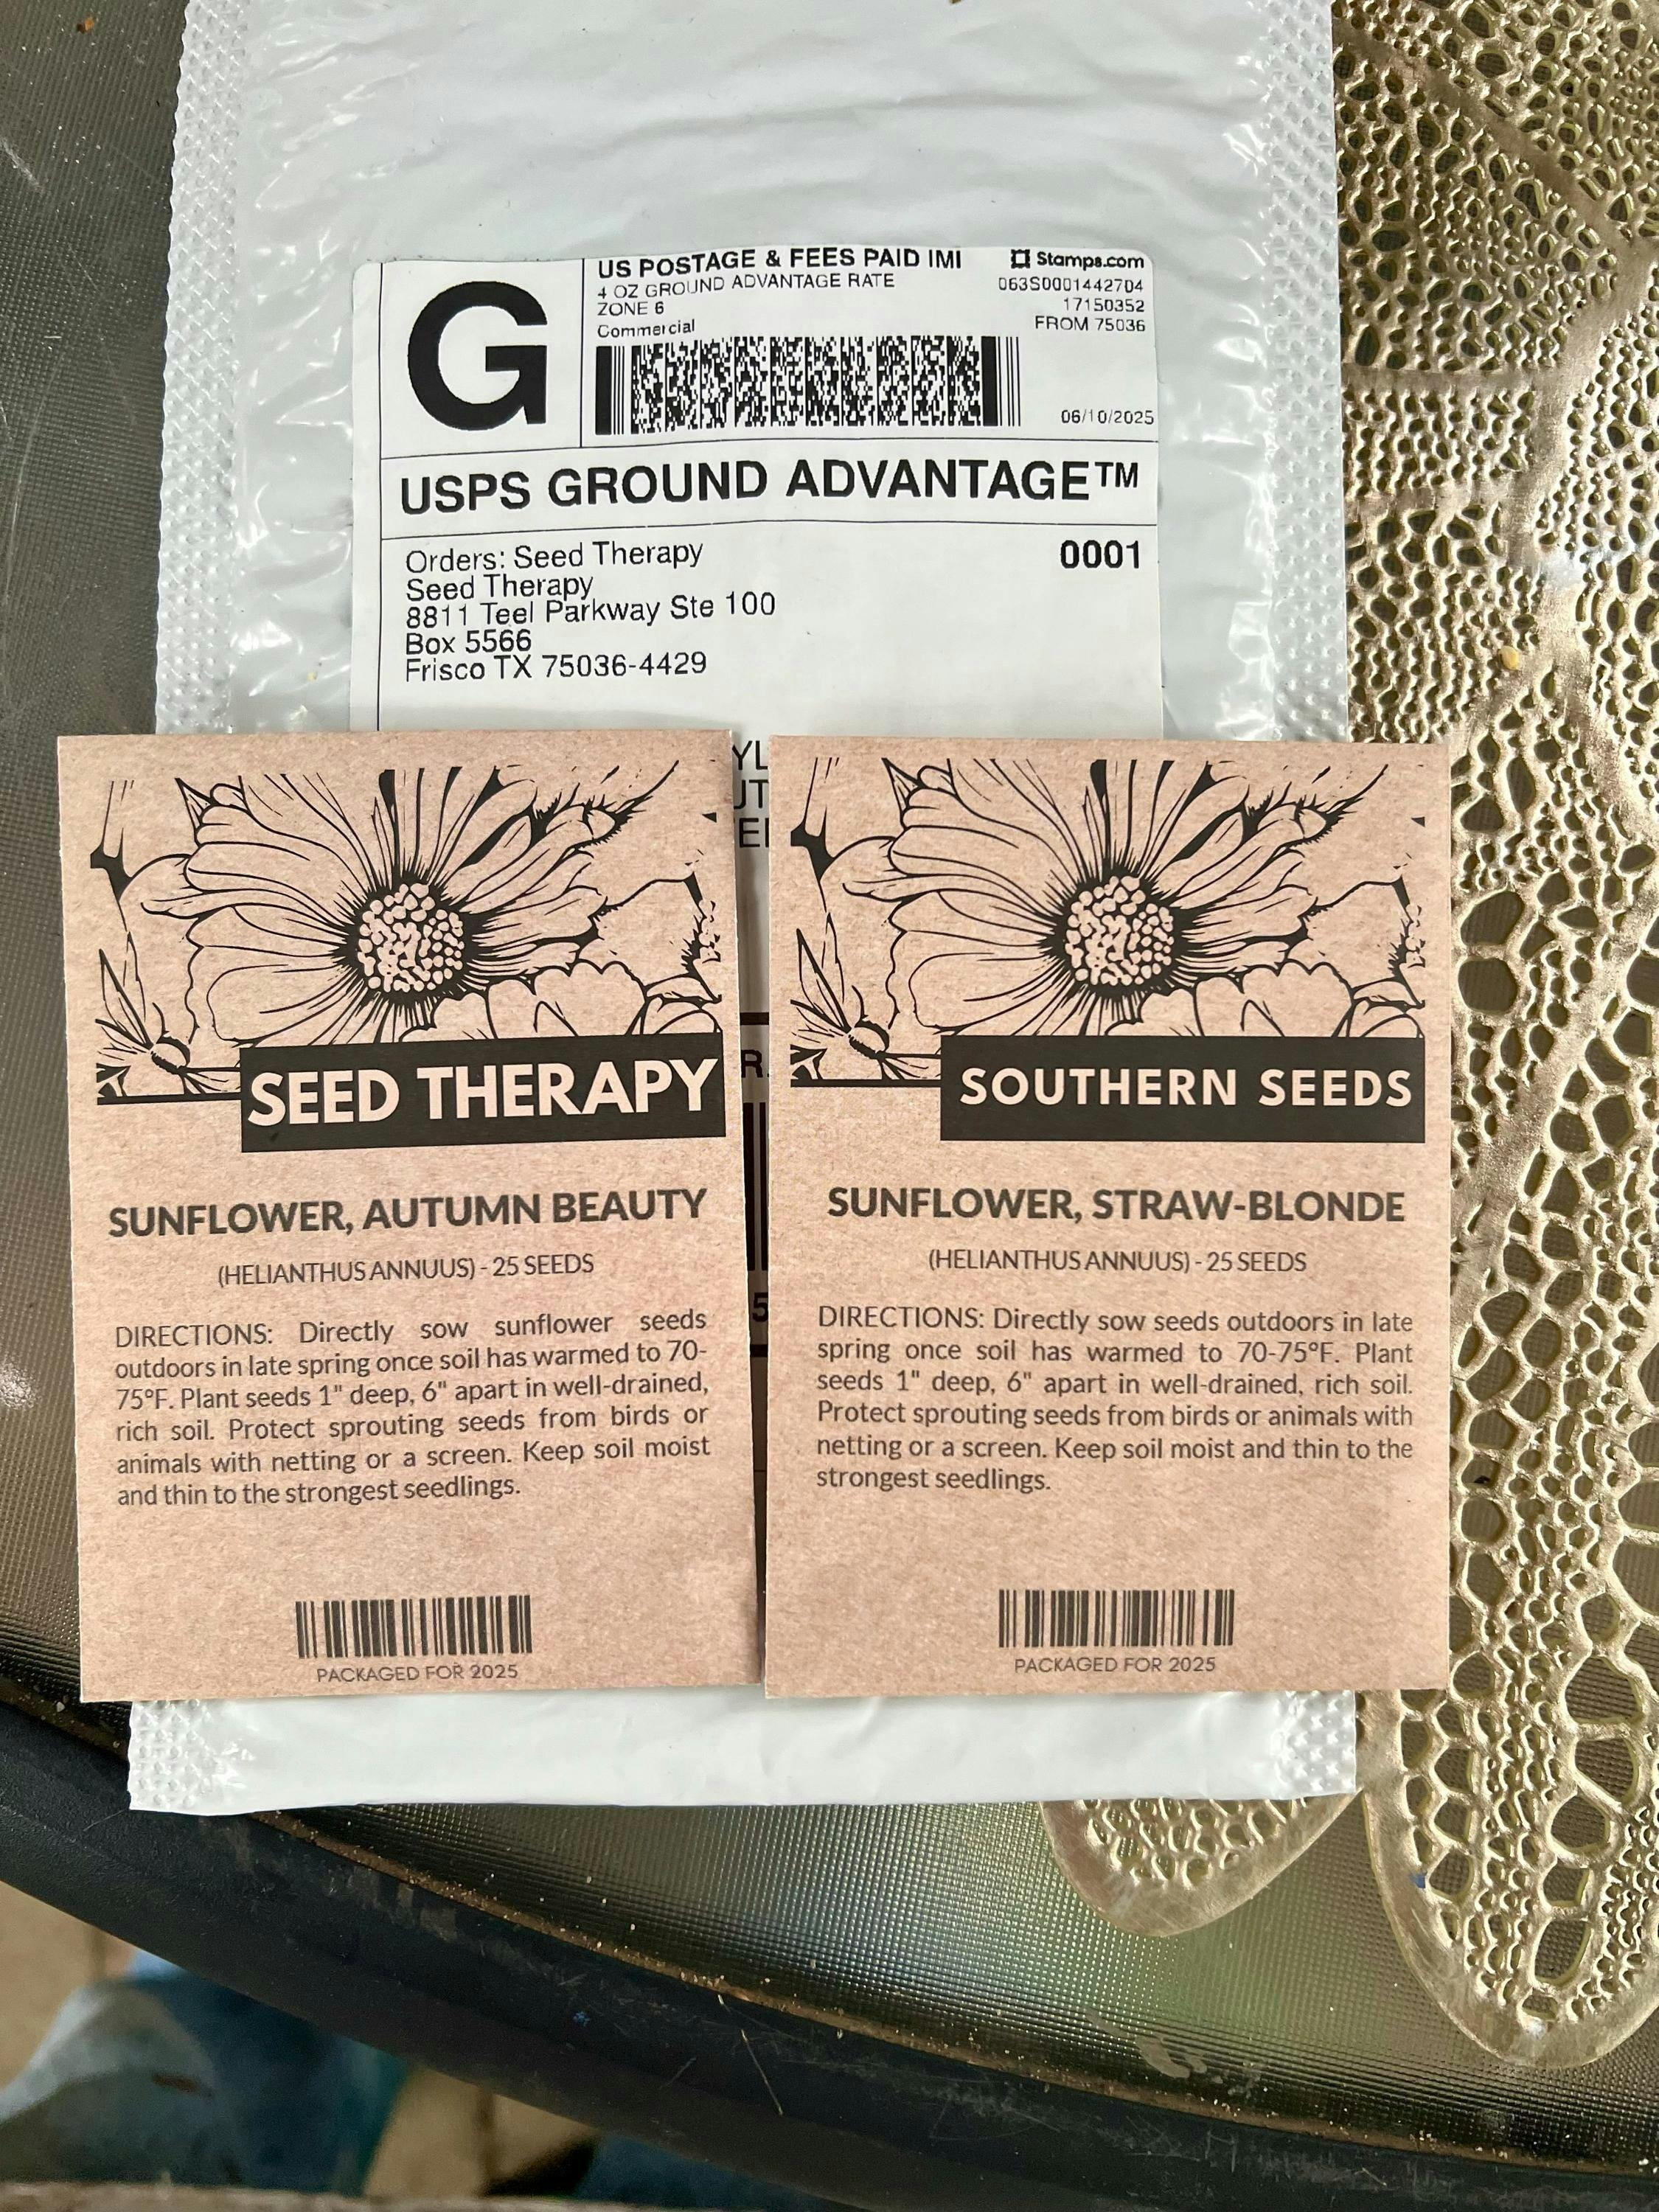 G
US POSTAGE & FEES PAID IMI
4 OZ GROUND ADVANTAGE RATE
ZONE 6
Commercial
Stamps.com
063S0001442704
17150352
FROM 75036
06/10/2025
USPS GROUND ADVANTAGE™
Orders: Seed Therapy
Seed Therapy
8811 Teel Parkway Ste 100
Box 5566
Frisco TX 75036-4429
0001
SEED THERAPY
SUNFLOWER, AUTUMN BEAUTY
(HELIANTHUS ANNUUS) - 25 SEEDS
DIRECTIONS: Directly sow sunflower seeds
outdoors in late spring once soil has warmed to 70-
75°F. Plant seeds 1" deep, 6" apart in well-drained,
rich soil. Protect sprouting seeds from birds or
animals with netting or a screen. Keep soil moist
and thin to the strongest seedlings.
PACKAGED FOR 2025
SOUTHERN SEEDS
SUNFLOWER, STRAW-BLONDE
(HELIANTHUS ANNUUS) - 25 SEEDS
DIRECTIONS: Directly sow seeds outdoors in late
spring once soil has warmed to 70-75°F. Plant
seeds 1" deep, 6" apart in well-drained, rich soil.
Protect sprouting seeds from birds or animals with
netting or a screen. Keep soil moist and thin to the
strongest seedlings.
PACKAGED FOR 2025